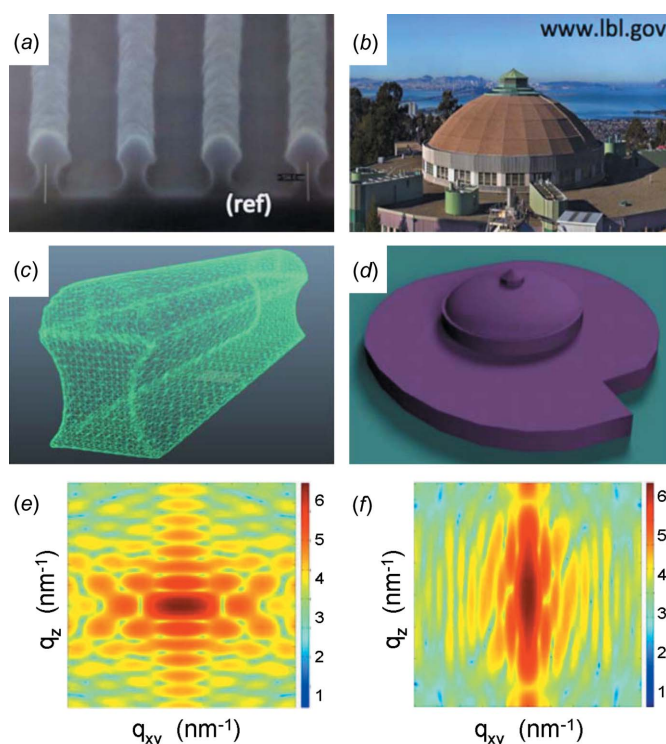 (a)
(ref)
(b)
www.lbl.gov
(c)
(d)
(e)
qz (nm-1)
qxy (nm-1)
6
5
4
3
2
1
(f)
qz (nm-1)
qxy (nm-1)
6
5
4
3
2
1